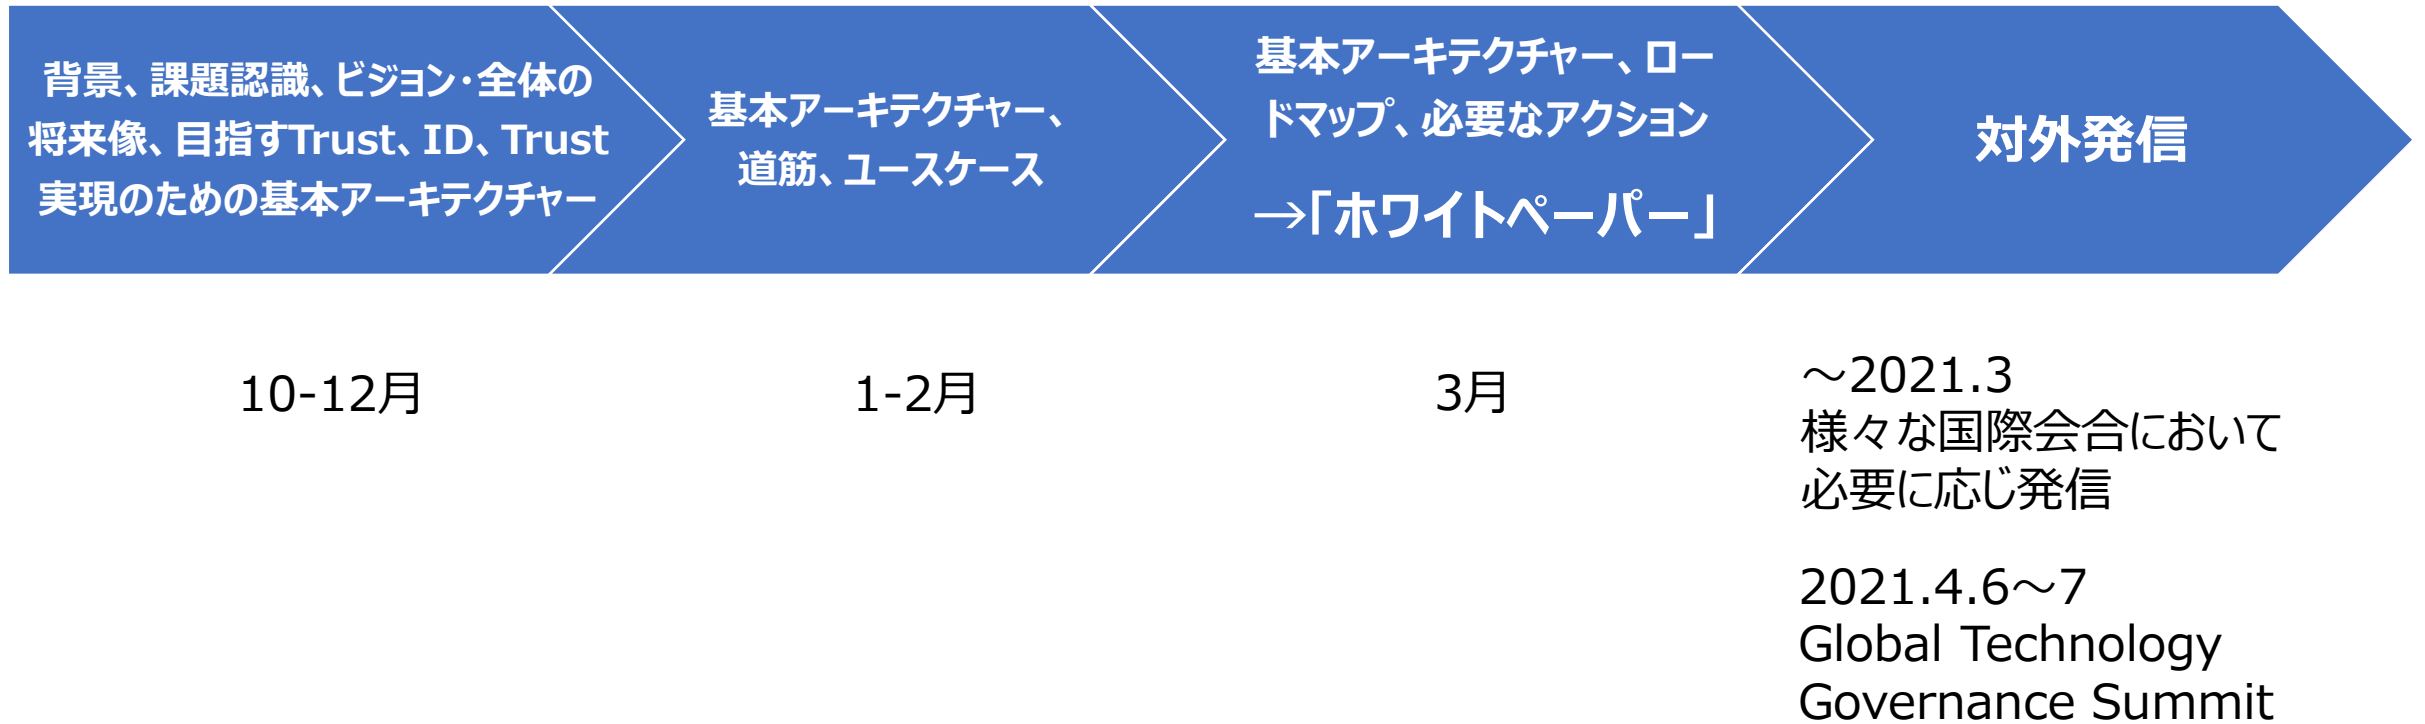 背景、課題認識、ビジョン・全体の
将来像、目指すTrust、ID、Trust
実現のための基本アーキテクチャー
基本アーキテクチャー、
道筋、ユースケース
基本アーキテクチャー、ロー
ドマップ、必要なアクション
→「ホワイトペーパー」
対外発信
10-12月
1-2月
3月
～2021.3
様々な国際会合において
必要に応じ発信
2021.4.6～7
Global Technology
Governance Summit